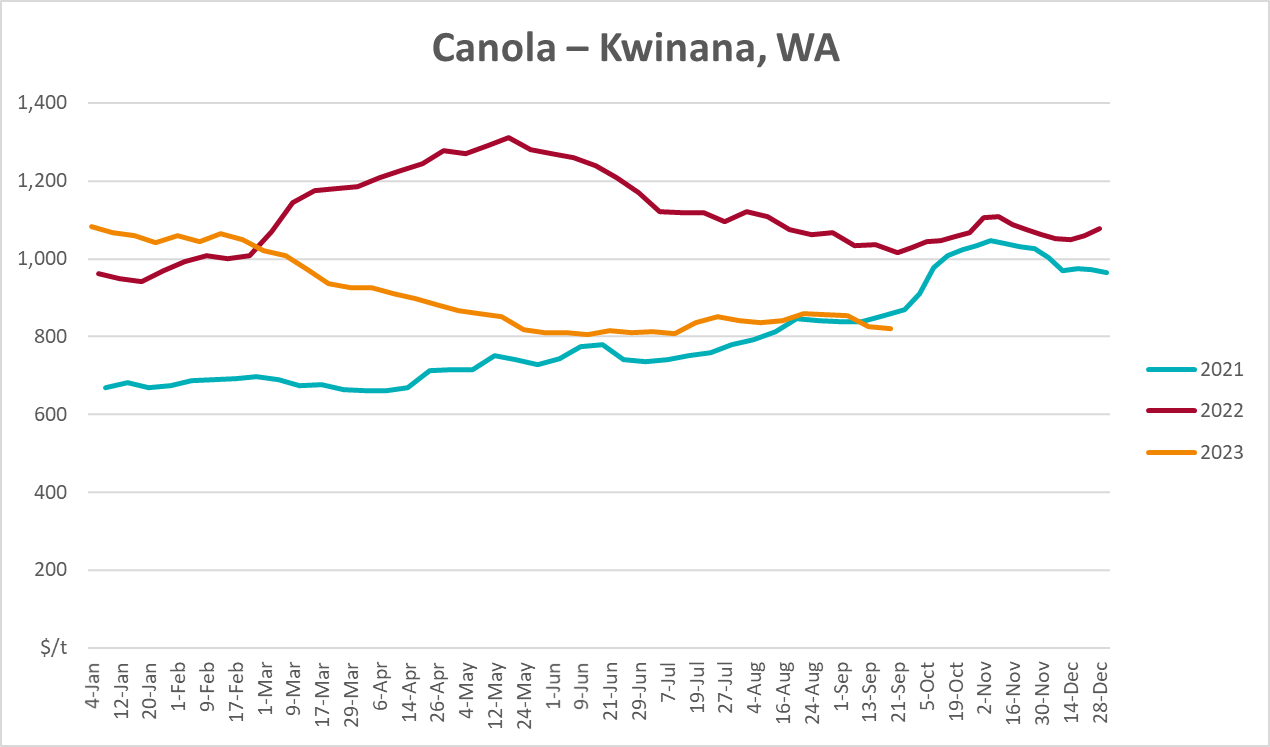 Canola – Kwinana, WA
1,400
1,200
1,000
800
600
400
200
$/t
4-Jan
12-Jan
20-Jan
1-Feb
9-Feb
17-Feb
1-Mar
9-Mar
17-Mar
29-Mar
6-Apr
14-Apr
26-Apr
4-May
12-May
24-May
1-Jun
9-Jun
21-Jun
29-Jun
7-Jul
19-Jul
27-Jul
4-Aug
16-Aug
24-Aug
1-Sep
13-Sep
21-Sep
5-Oct
19-Oct
2-Nov
16-Nov
30-Nov
14-Dec
28-Dec
2021
2022
2023